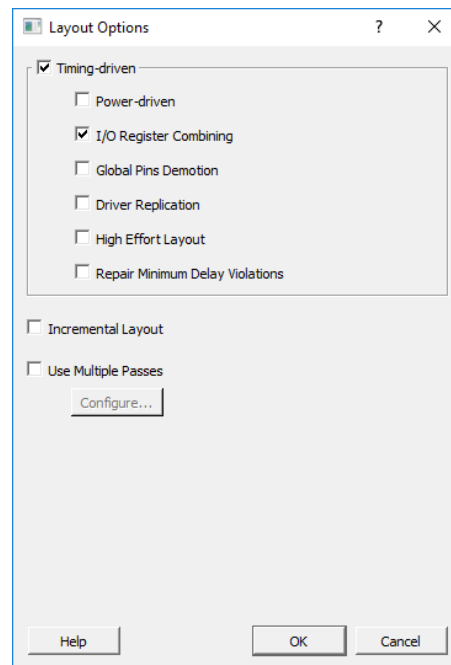 Layout Options
?
Timing-driven
Power-driven
I/O Register Combining
Global Pins Demotion
Driver Replication
High Effort Layout
Repair Minimum Delay Violations
Incremental Layout
Use Multiple Passes
Configure...
Help OK Cancel